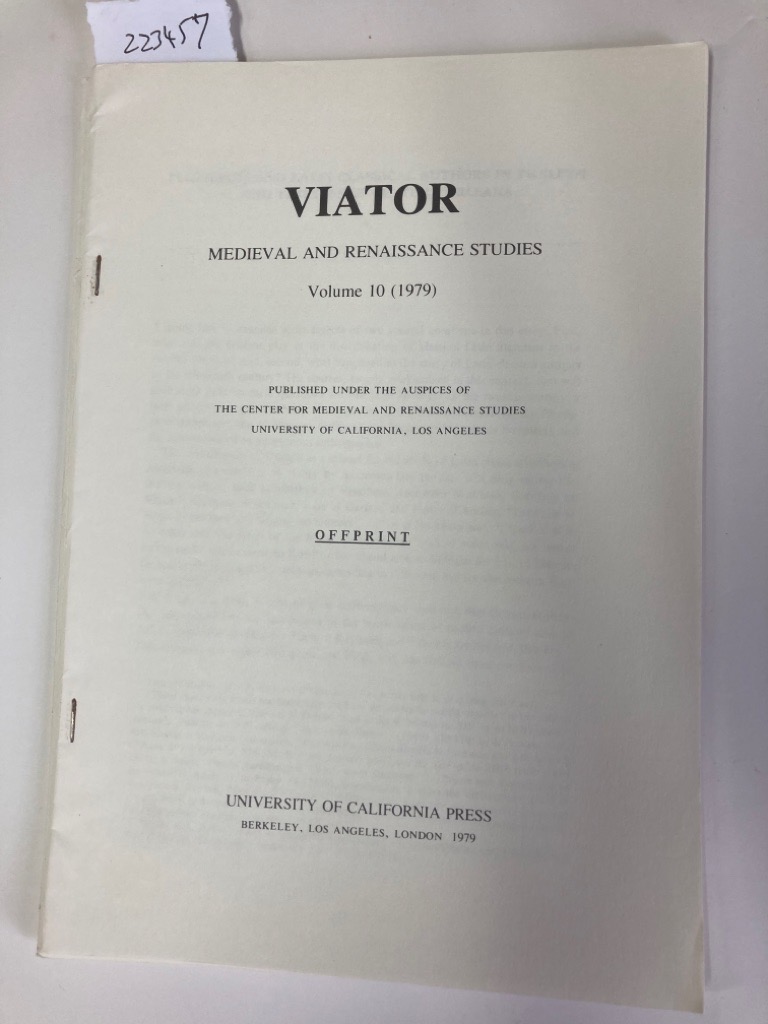 223457
VIATOR
MEDIEVAL AND RENAISSANCE STUDIES
Volume 10 (1979)
PUBLISHED UNDER THE AUSPICES OF
THE CENTER FOR MEDIEVAL AND RENAISSANCE STUDIES
UNIVERSITY OF CALIFORNIA, LOS ANGELES
OFFPRINT
UNIVERSITY OF CALIFORNIA PRESS
BERKELEY, LOS ANGELES, LONDON 1979